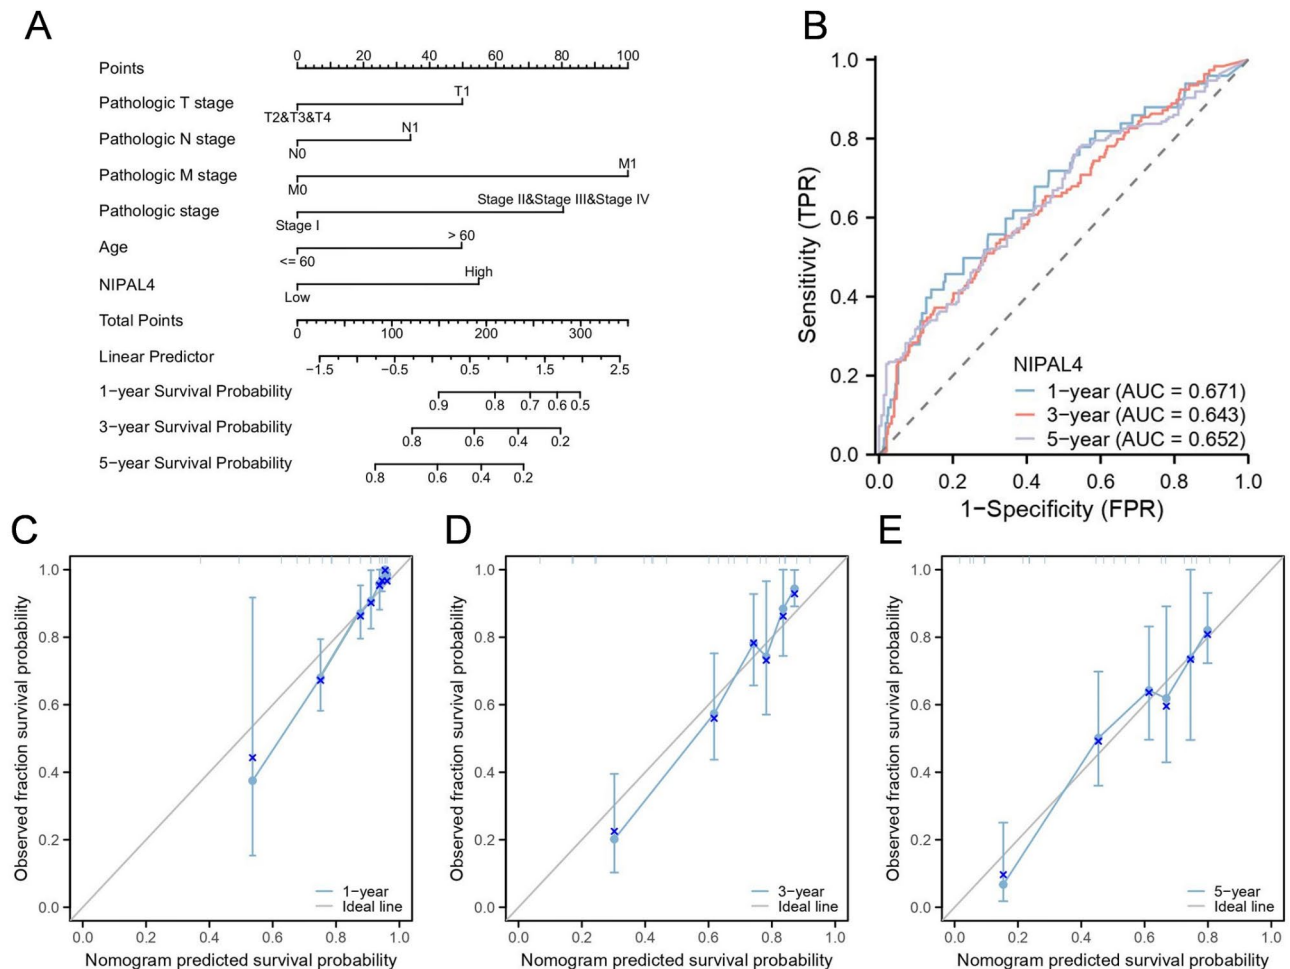 A
0 20 40 60 80 100
Points
T1
Pathologic T stage
T2&T3&T4
N1
Pathologic N stage
N0
M1
Pathologic M stage
M0
Stage II&Stage III&Stage IV
Pathologic stage
Stage I
> 60
Age
<= 60
High
NIPAL4
Low
Total Points
0 100 200 300
Linear Predictor
−1.5 −0.5 0.5 1.5 2.5
1−year Survival Probability
0.9 0.8 0.7 0.6 0.5
3−year Survival Probability
0.8 0.6 0.4 0.2
5−year Survival Probability
0.8 0.6 0.4 0.2
B
1.0
0.8
0.6
0.4
0.2
0.0
Sensitivity (TPR)
NIPAL4
1−year (AUC = 0.671)
3−year (AUC = 0.643)
5−year (AUC = 0.652)
0.0 0.2 0.4 0.6 0.8 1.0
1−Specificity (FPR)
C
Observed fraction survival probability
1.0
0.8
0.6
0.4
0.2
0.0
1−year
Ideal line
0.0 0.2 0.4 0.6 0.8 1.0
Nomogram predicted survival probability
D
Observed fraction survival probability
1.0
0.8
0.6
0.4
0.2
0.0
3−year
Ideal line
0.0 0.2 0.4 0.6 0.8 1.0
Nomogram predicted survival probability
E
Observed fraction survival probability
1.0
0.8
0.6
0.4
0.2
0.0
5−year
Ideal line
0.0 0.2 0.4 0.6 0.8 1.0
Nomogram predicted survival probability